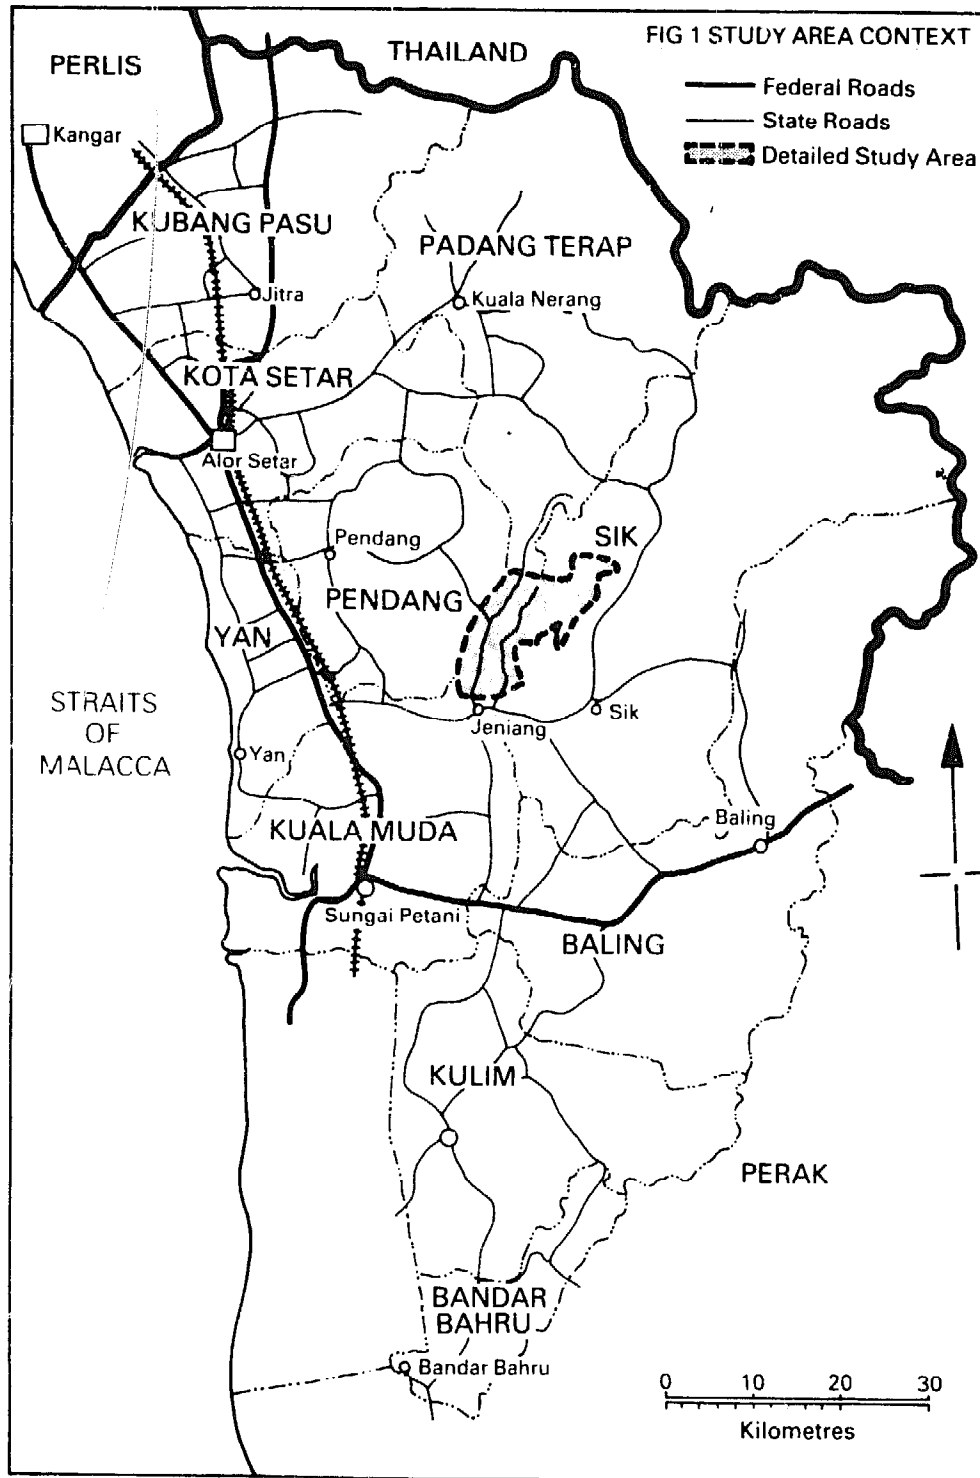 FIG 1 STUDY AREA CONTEXT
Federal Roads
State Roads
Detailed Study Area
THAILAND
PERLIS
Kangar
KUBANG PASU
PADANG TERAP
Jitra
Kuala Nerang
KOTA SETAR
Alor Setar
Pendang
SIK
PENDANG
YAN
STRAITS
OF
MALACCA
Jeniang
Sik
Yan
Baling
KUALA MUDA
Sungai Petani
BALING
KULIM
PERAK
BANDAR
BAHRU
Bandar Bahru
0 10 20 30
Kilometres